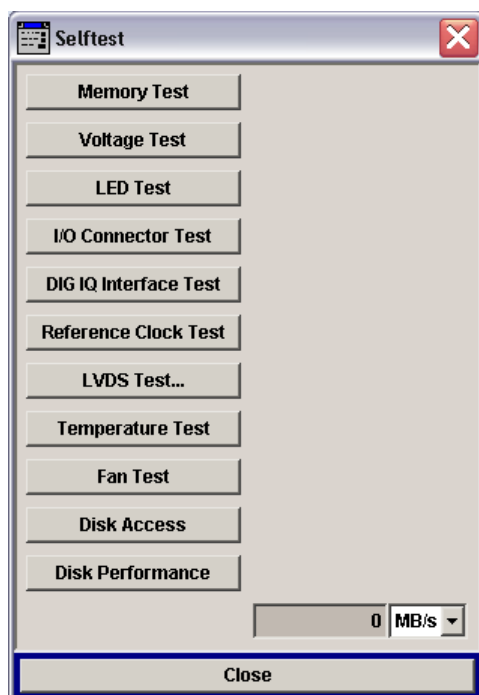 Selftest
Memory Test
Voltage Test
LED Test
I/O Connector Test
DIG IQ Interface Test
Reference Clock Test
LVDS Test...
Temperature Test
Fan Test
Disk Access
Disk Performance
0 MB/s
Close